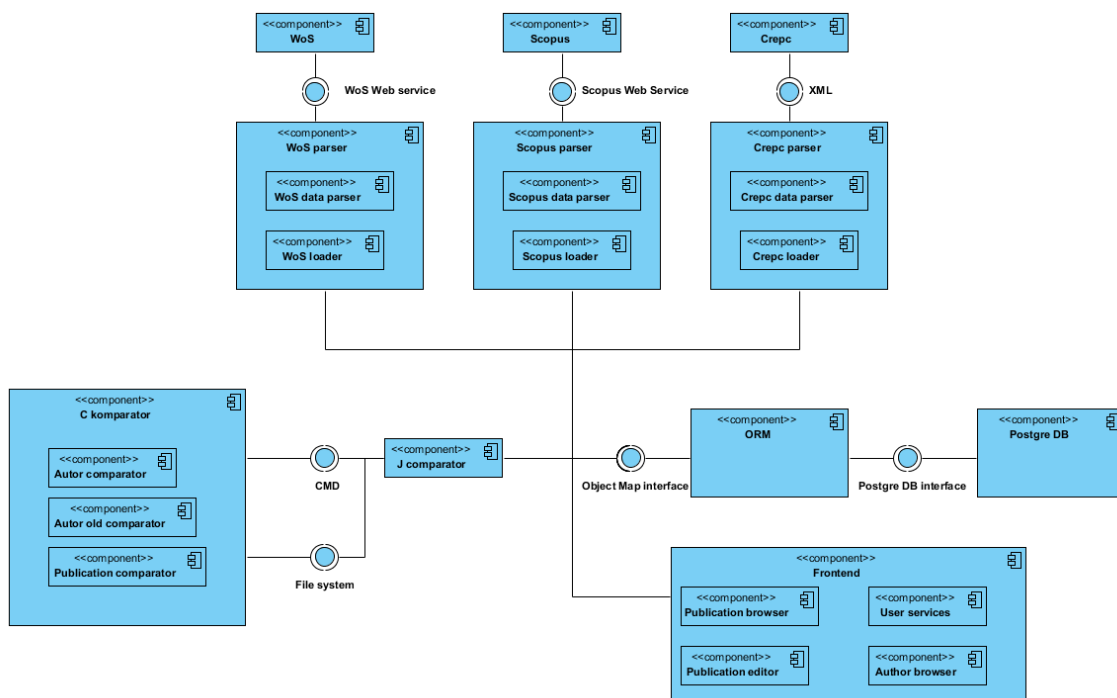 <<component>>
WoS
<<component>>
Scopus
<<component>>
Crepc
WoS Web service
Scopus Web Service
XML
<<component>>
WoS parser
<<component>>
WoS data parser
<<component>>
WoS loader
<<component>>
Scopus parser
<<component>>
Scopus data parser
<<component>>
Scopus loader
<<component>>
Crepc parser
<<component>>
Crepc data parser
<<component>>
Crepc loader
<<component>>
C komparator
<<component>>
Autor comparator
<<component>>
Autor old comparator
<<component>>
Publication comparator
CMD
File system
<<component>>
J comparator
Object Map interface
<<component>>
ORM
Postgre DB interface
<<component>>
Postgre DB
<<component>>
Frontend
<<component>>
Publication browser
<<component>>
User services
<<component>>
Publication editor
<<component>>
Author browser